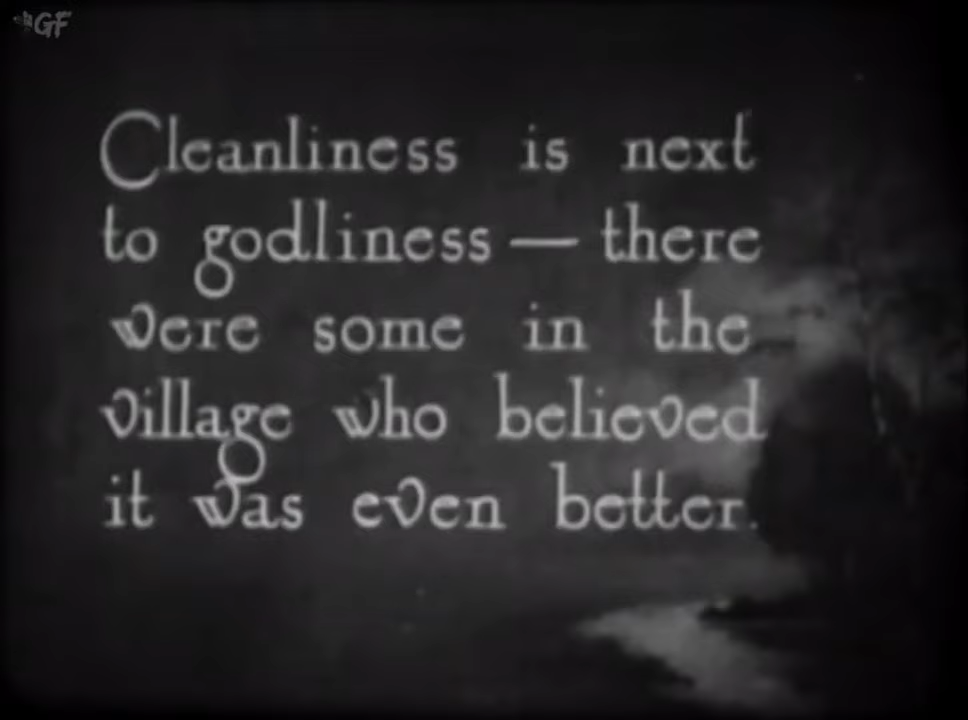 GF
Cleanliness is next
to godliness — there
were some in the
village who believed
it was even better.